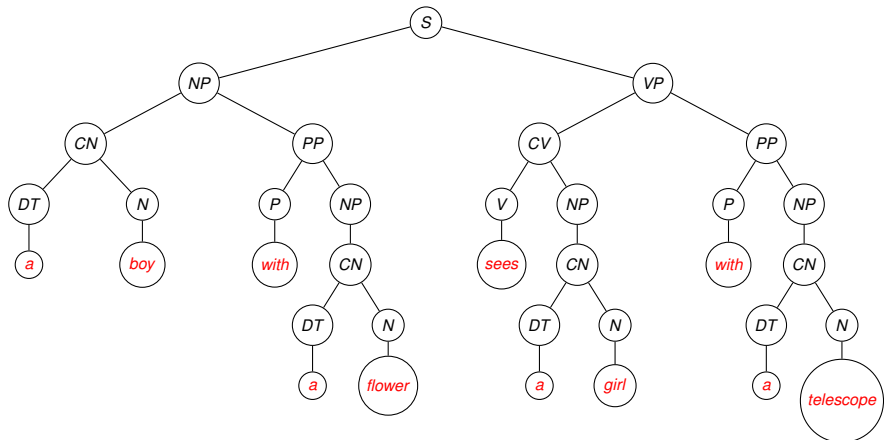 S
NP VP
CN PP CV PP
DT N P NP V NP P NP
a boy with CN sees CN with CN
DT N DT N DT N
a flower a girl a telescope